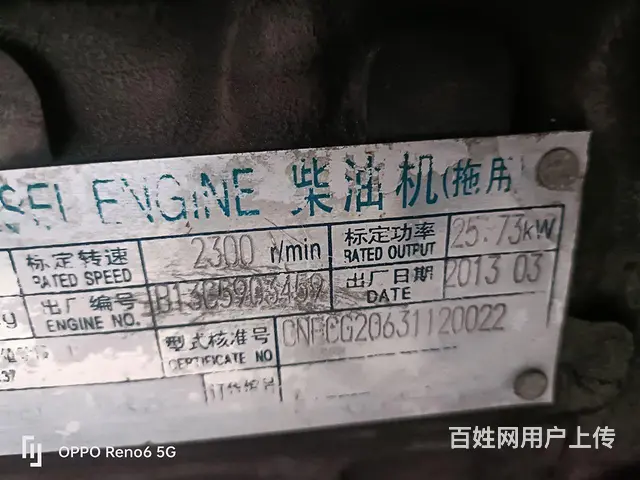 ENGINE 柴油机(拖用
标定转速 2300 r/min 标定功率 25.73kW
RATED SPEED RATED OUTPUT
出厂编号 出厂日期 2013 03
ENGINE NO. DATE
型式核准号
CERTIFICATE NO
OPPO Reno6 5G
百姓网用户上传